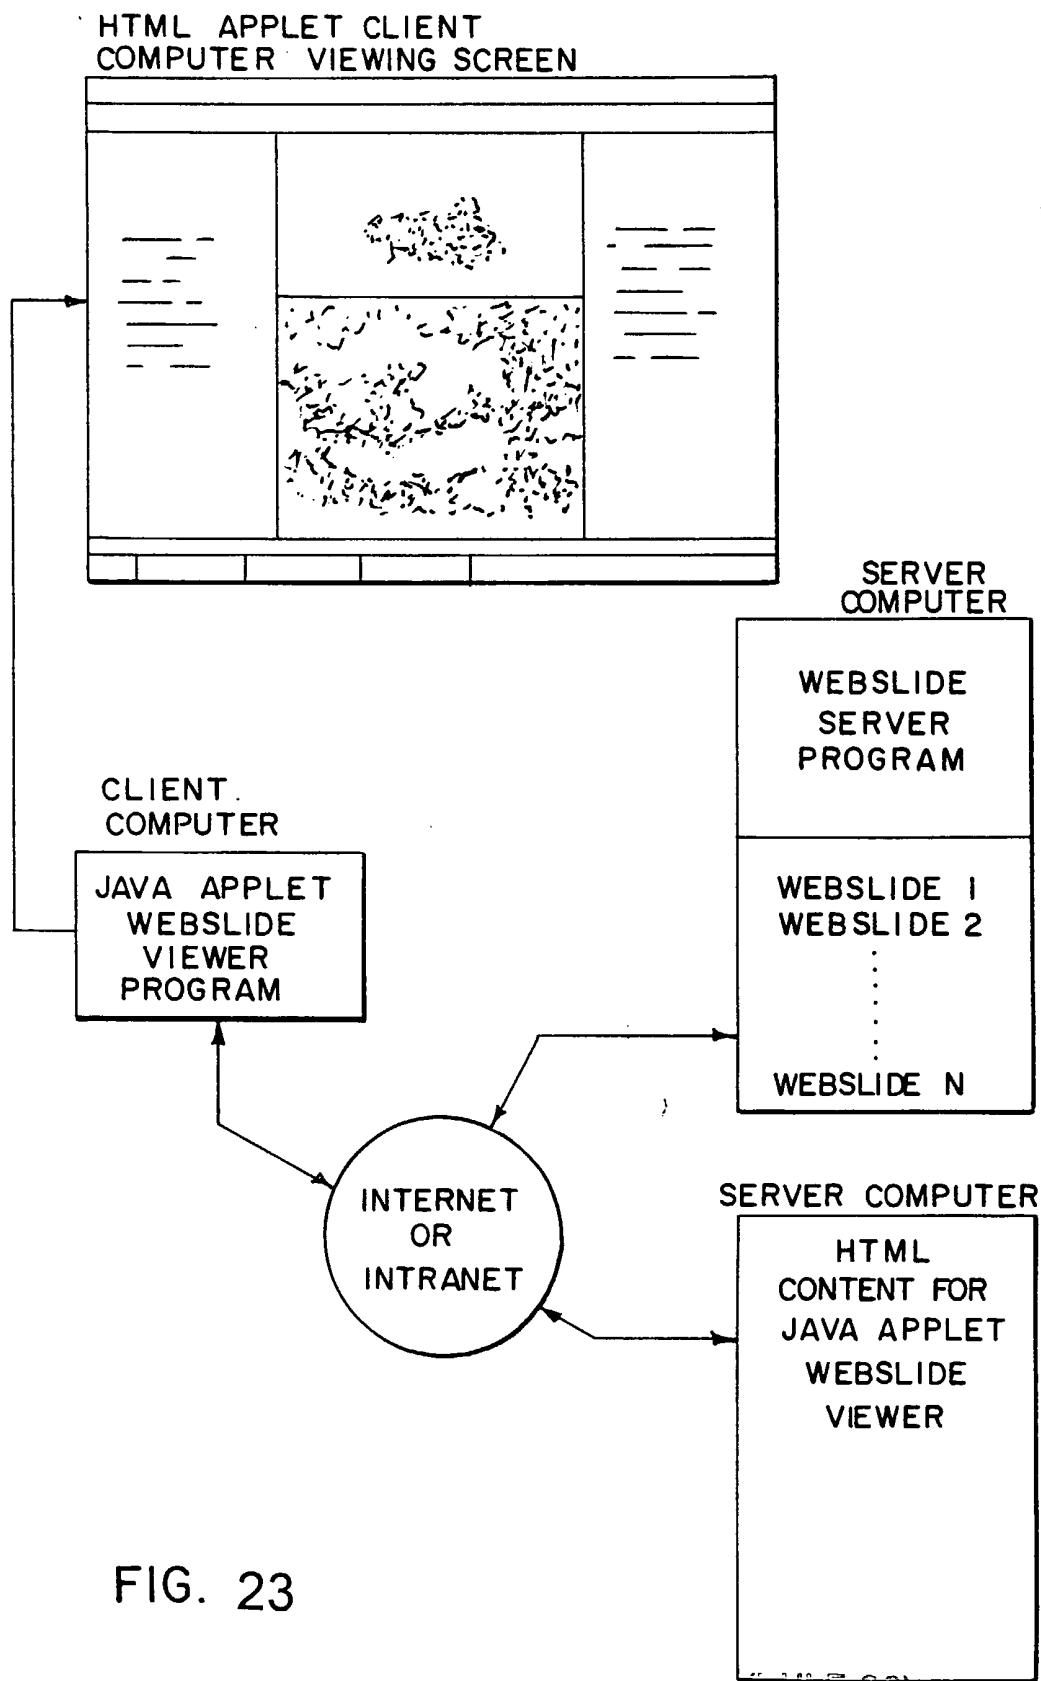 HTML APPLET CLIENT
COMPUTER VIEWING SCREEN
SERVER
COMPUTER
WEBSLIDE
SERVER
PROGRAM
CLIENT
COMPUTER
JAVA APPLET
WEBSLIDE
VIEWER
PROGRAM
WEBSLIDE 1
WEBSLIDE 2
WEBSLIDE N
INTERNET
OR
INTRANET
SERVER COMPUTER
HTML
CONTENT FOR
JAVA APPLET
WEBSLIDE
VIEWER
FIG. 23